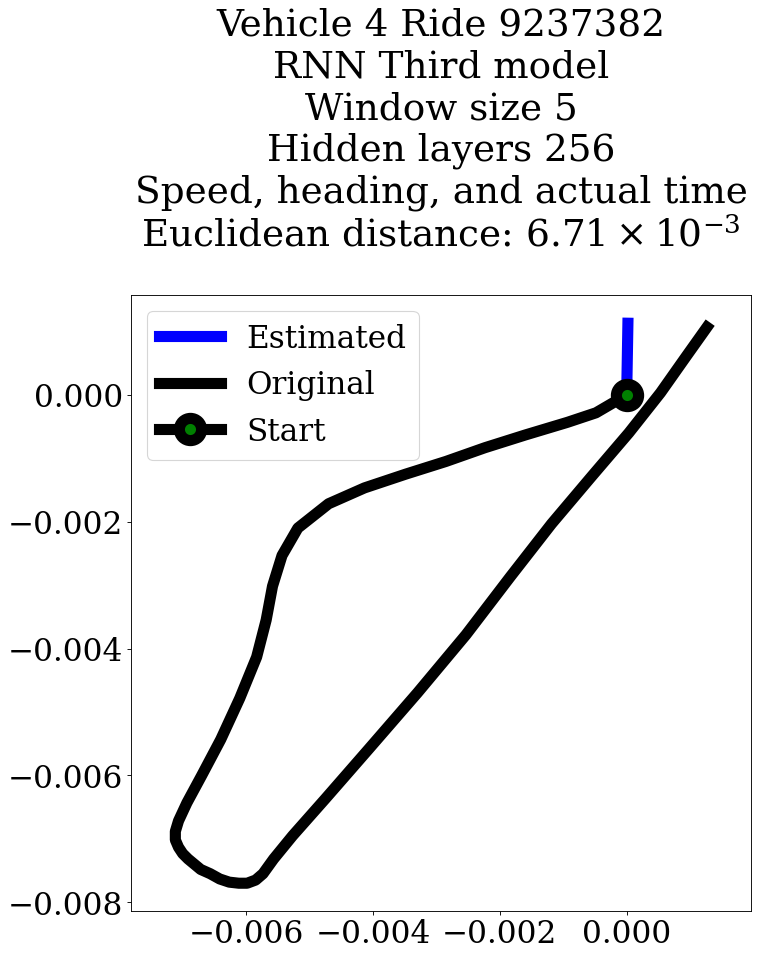 Vehicle 4 Ride 9237382
RNN Third model
Window size 5
Hidden layers 256
Speed, heading, and actual time
Euclidean distance: 6.71 × 10⁻³
Estimated
Original
Start
0.000
−0.002
−0.004
−0.006
−0.008
−0.006 −0.004 −0.002 0.000